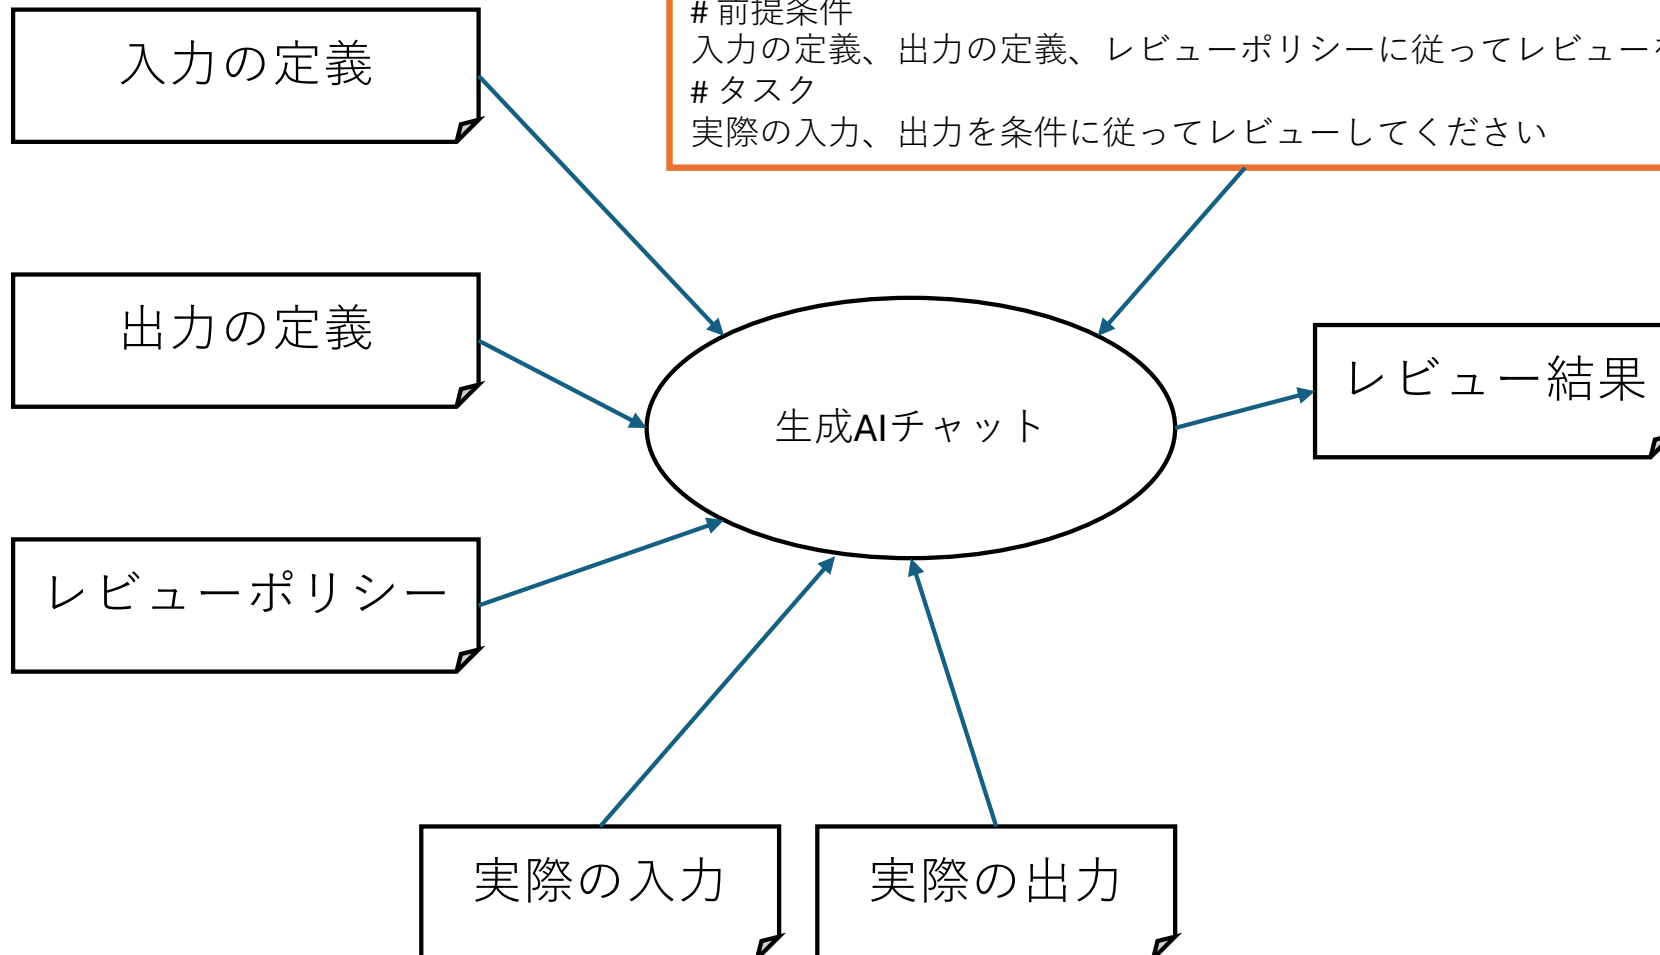 # 前提条件
入力の定義、出力の定義、レビューポリシーに従ってレビュー
# タスク
実際の入力、出力を条件に従ってレビューしてください
入力の定義
出力の定義
レビューポリシー
生成AIチャット
レビュー結果
実際の入力
実際の出力